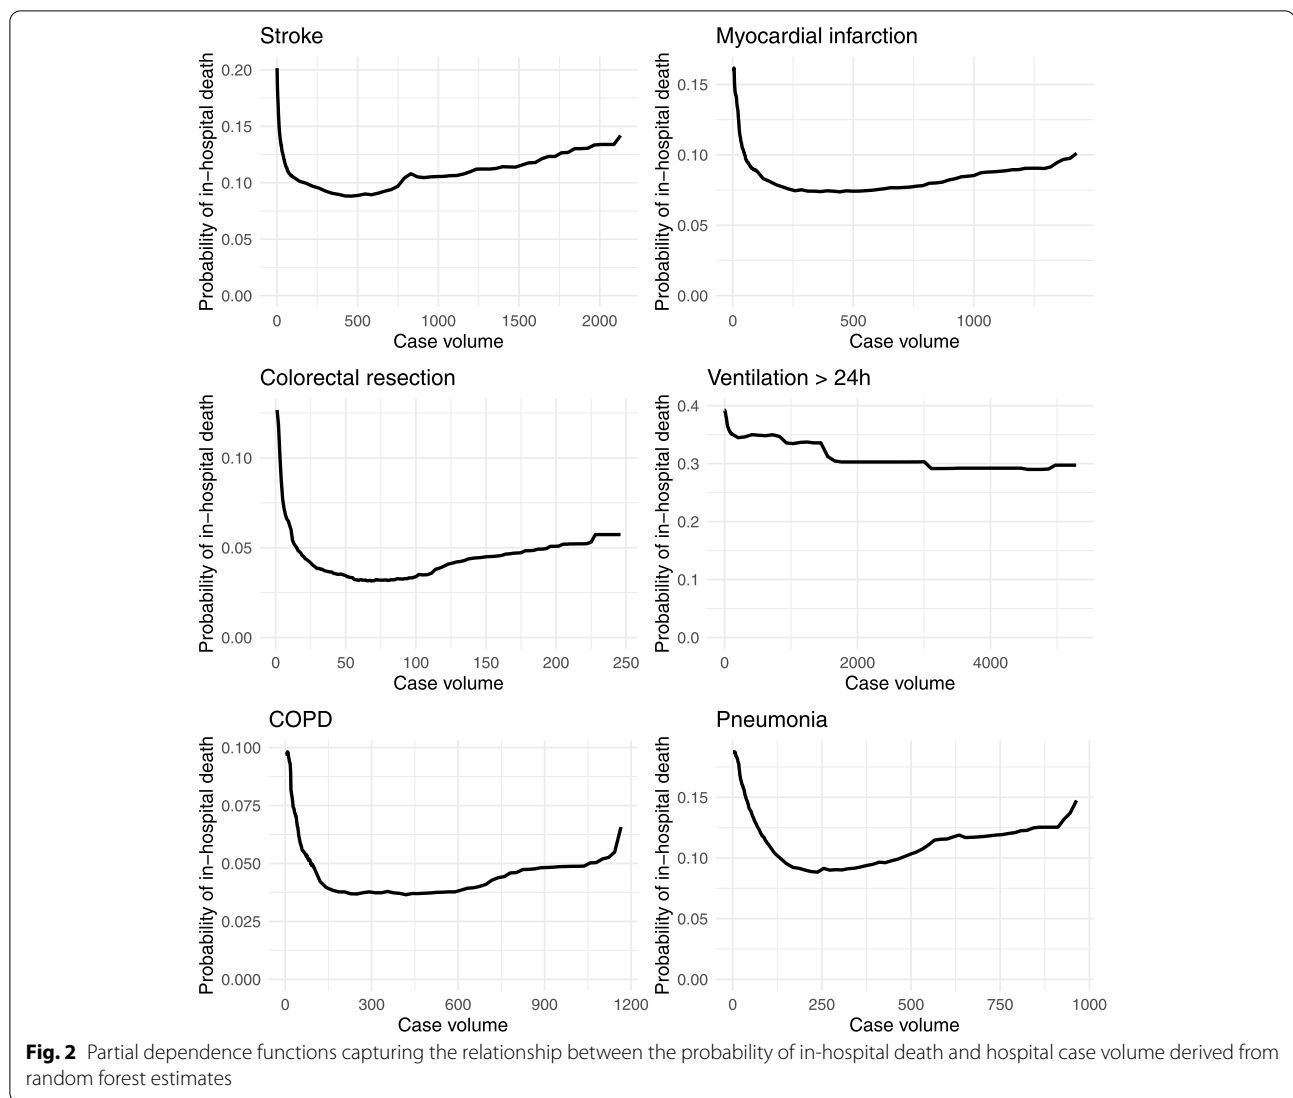 Stroke
Probability of in−hospital death
0.20
0.15
0.10
0.05
0.00
0 500 1000 1500 2000
Case volume
Myocardial infarction
Probability of in−hospital death
0.15
0.10
0.05
0.00
0 500 1000
Case volume
Colorectal resection
Probability of in−hospital death
0.10
0.05
0.00
0 50 100 150 200 250
Case volume
Ventilation > 24h
Probability of in−hospital death
0.4
0.3
0.2
0.1
0.0
0 2000 4000
Case volume
COPD
Probability of in−hospital death
0.100
0.075
0.050
0.025
0.000
0 300 600 900 1200
Case volume
Pneumonia
Probability of in−hospital death
0.15
0.10
0.05
0.00
0 250 500 750 1000
Case volume
Fig. 2 Partial dependence functions capturing the relationship between the probability of in-hospital death and hospital case volume derived from
random forest estimates